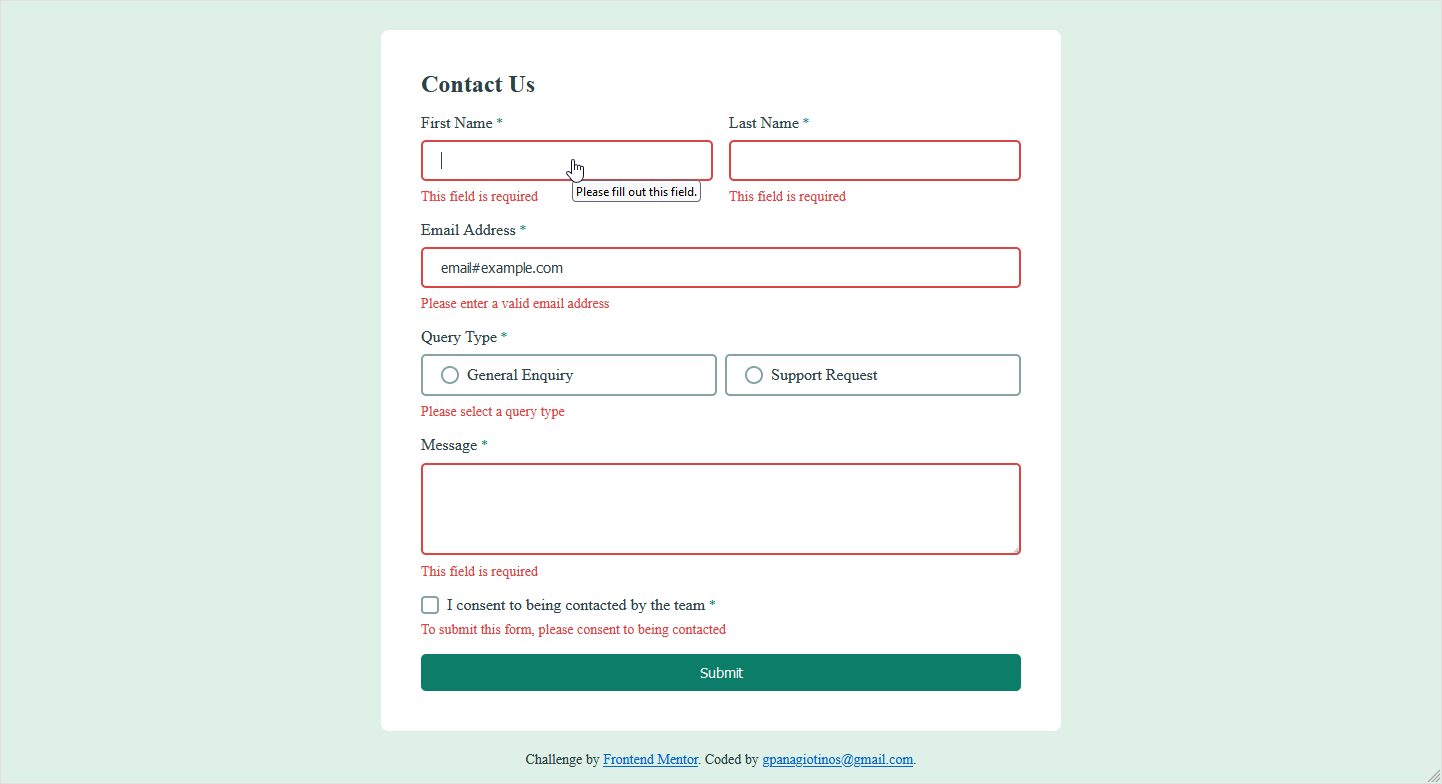 Contact Us
First Name * Last Name *
This field is required Please fill out this field. This field is required
Email Address *
email#example.com
Please enter a valid email address
Query Type *
General Enquiry Support Request
Please select a query type
Message *
This field is required
I consent to being contacted by the team *
To submit this form, please consent to being contacted
Submit
Challenge by Frontend Mentor. Coded by gpanagiotinos@gmail.com.